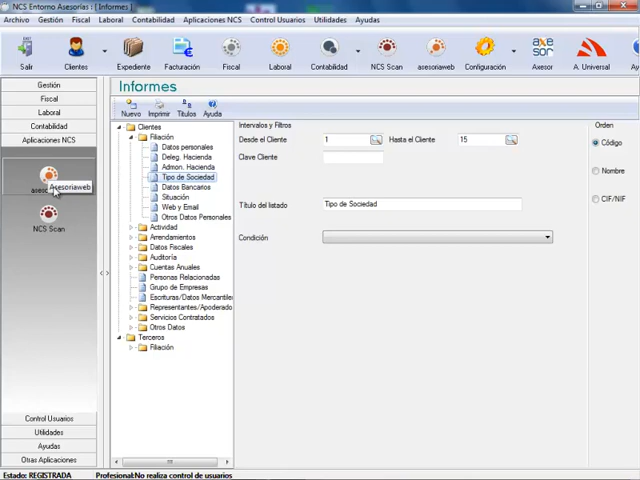 NCS Entorno Asesorías : [ Informes ]
Archivo Gestión Fiscal Laboral Contabilidad Aplicaciones NCS Control Usuarios Utilidades Ayudas
Salir Clientes Expediente Facturación Fiscal Laboral Contabilidad NCS Scan asesoriaweb Configuración Asesor A. Universal Ay
Gestión
Fiscal
Laboral
Contabilidad
Aplicaciones NCS
Asesoriaweb
NCS Scan
Control Usuarios
Utilidades
Ayudas
Otras Aplicaciones
Informes
Nuevo Imprimir Títulos Ayuda
Clientes
Filiación
Datos personales
Deleg. Hacienda
Admon. Hacienda
Tipo de Sociedad
Datos Bancarios
Situación
Web y Email
Otros Datos Personales
Actividad
Arrendamientos
Datos Fiscales
Auditoría
Cuentas Anuales
Personas Relacionadas
Grupo de Empresas
Escrituras/Datos Mercantile
Representantes/Apoderado
Servicios Contratados
Otros Datos
Terceros
Filiación
Intervalos y Filtros
Desde el Cliente 1 Hasta el Cliente 15
Clave Cliente
Título del listado Tipo de Sociedad
Condición
Orden
Código
Nombre
CIF/NIF
Estado: REGISTRADA Profesional:No realiza control de usuarios